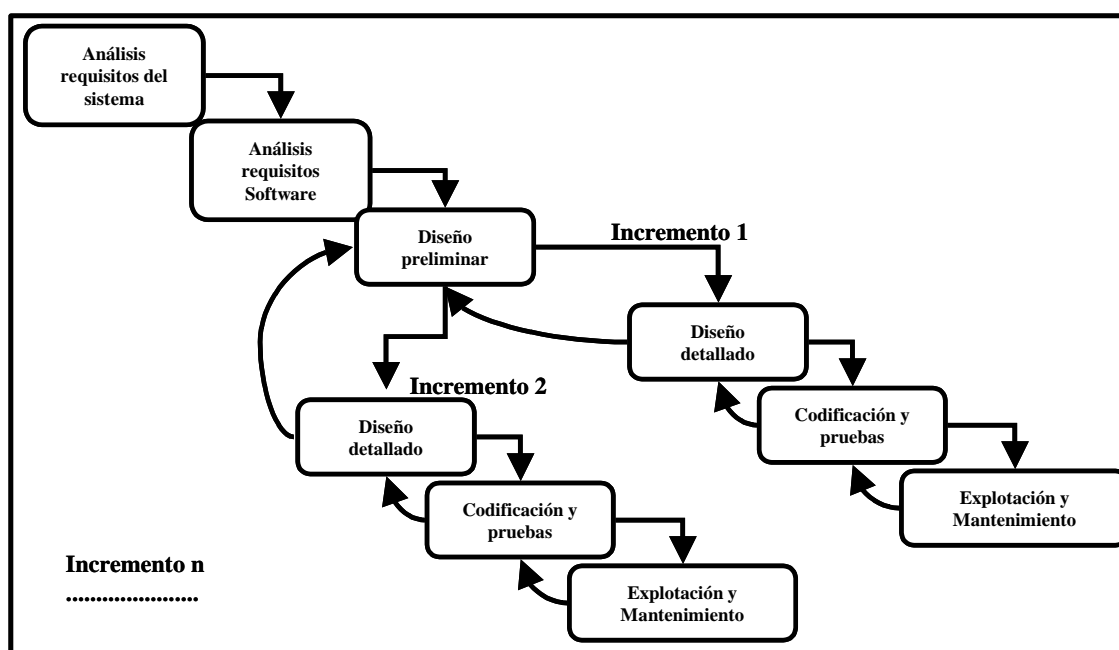 Análisis
requisitos del
sistema
Análisis
requisitos
Software
Diseño
preliminar
Incremento 1
Diseño
detallado
Codificación y
pruebas
Explotación y
Mantenimiento
Incremento 2
Diseño
detallado
Codificación y
pruebas
Explotación y
Mantenimiento
Incremento n
......................